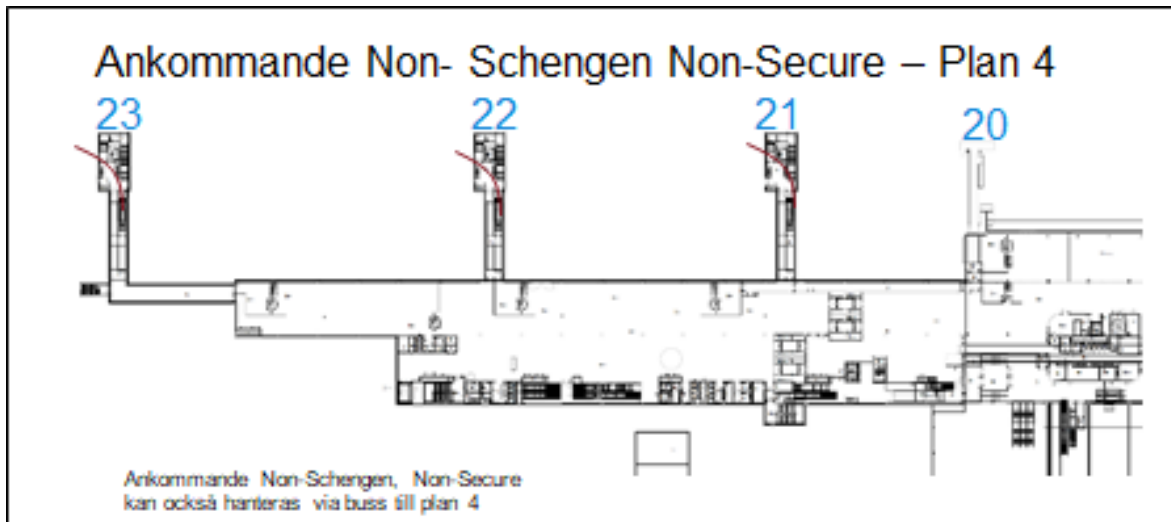 Ankommande Non- Schengen Non-Secure – Plan 4
23 22 21 20
Ankommande Non-Schengen, Non-Secure
kan också hanteras via buss till plan 4